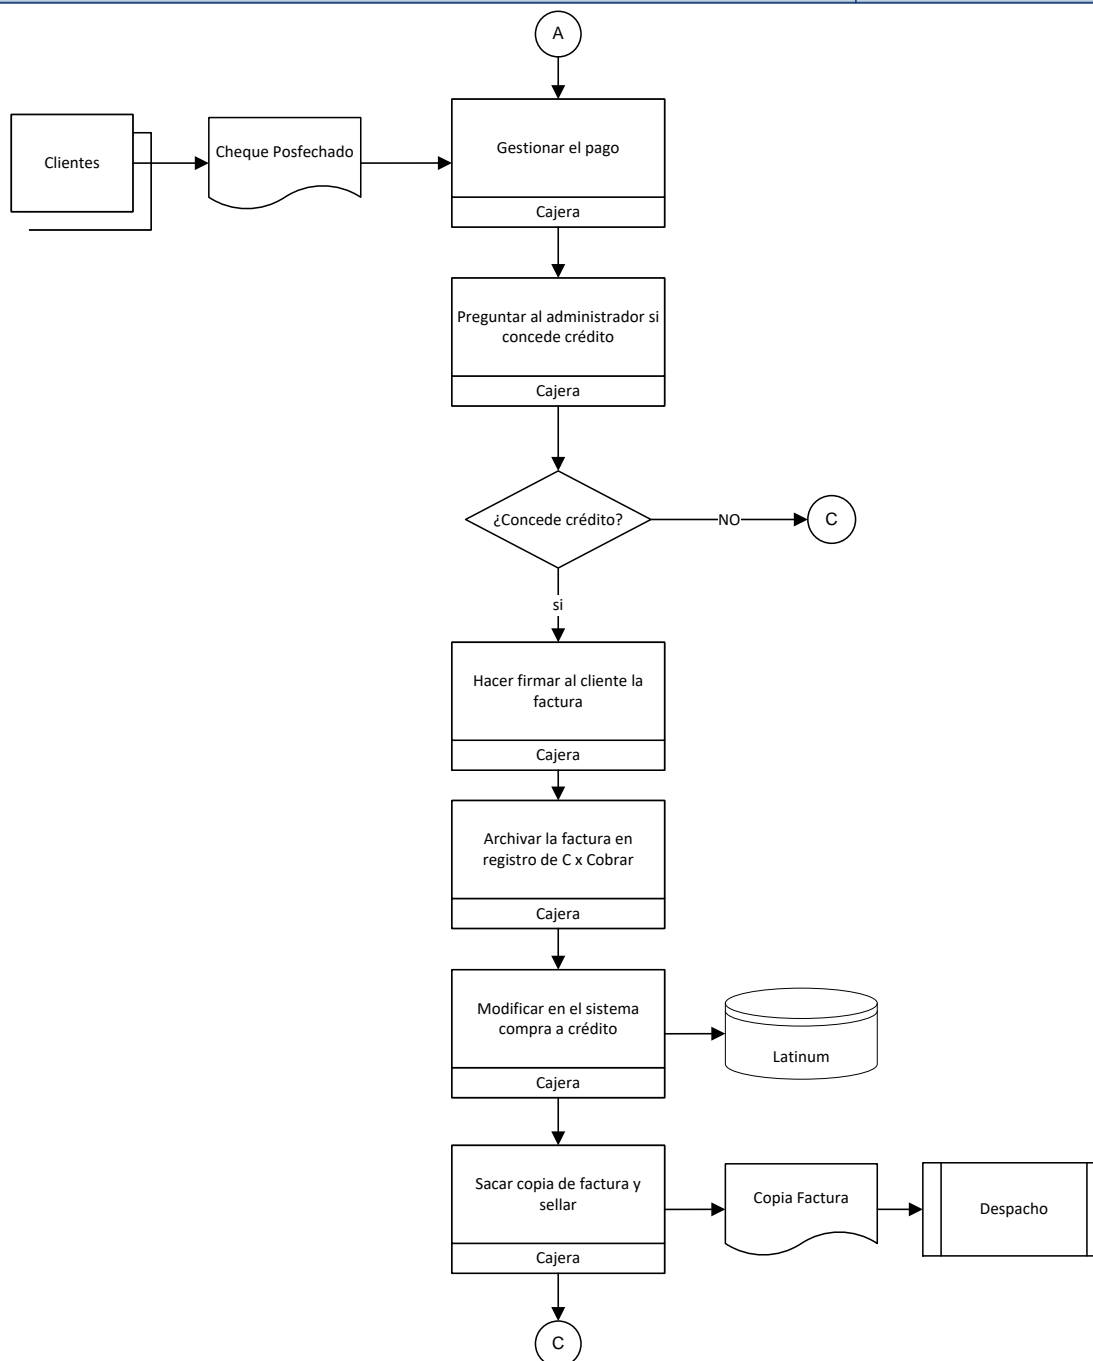 A
Clientes
Cheque Posfechado
Gestionar el pago
Cajera
Preguntar al administrador si
concede crédito
Cajera
¿Concede crédito?
NO
C
si
Hacer firmar al cliente la
factura
Cajera
Archivar la factura en
registro de C x Cobrar
Cajera
Modificar en el sistema
compra a crédito
Cajera
Latinum
Sacar copia de factura y
sellar
Cajera
Copia Factura
Despacho
C